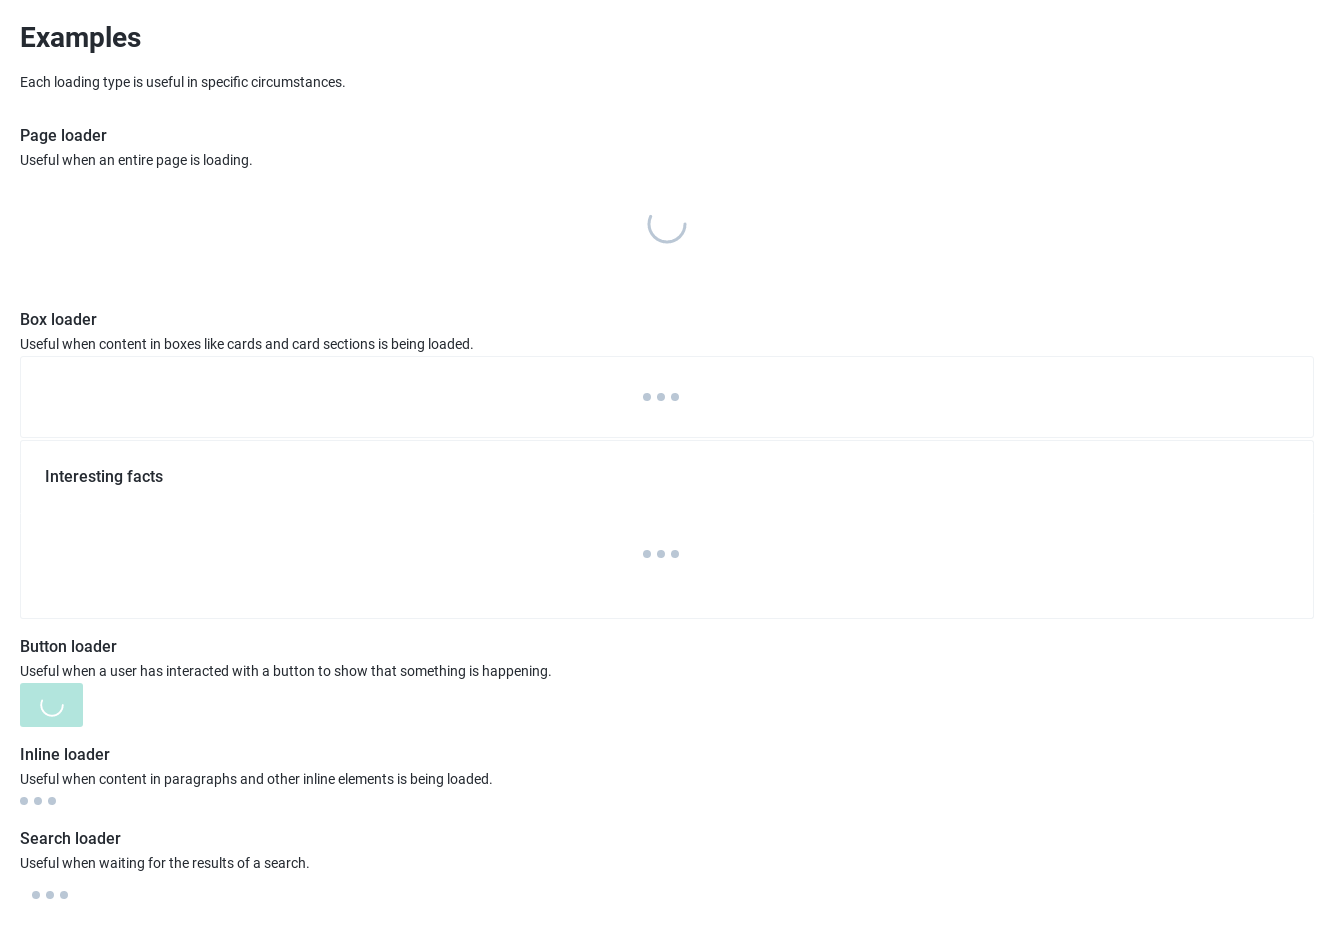 Examples
Each loading type is useful in specific circumstances.
Page loader
Useful when an entire page is loading.
Box loader
Useful when content in boxes like cards and card sections is being loaded.
Interesting facts
Button loader
Useful when a user has interacted with a button to show that something is happening.
Inline loader
Useful when content in paragraphs and other inline elements is being loaded.
Search loader
Useful when waiting for the results of a search.